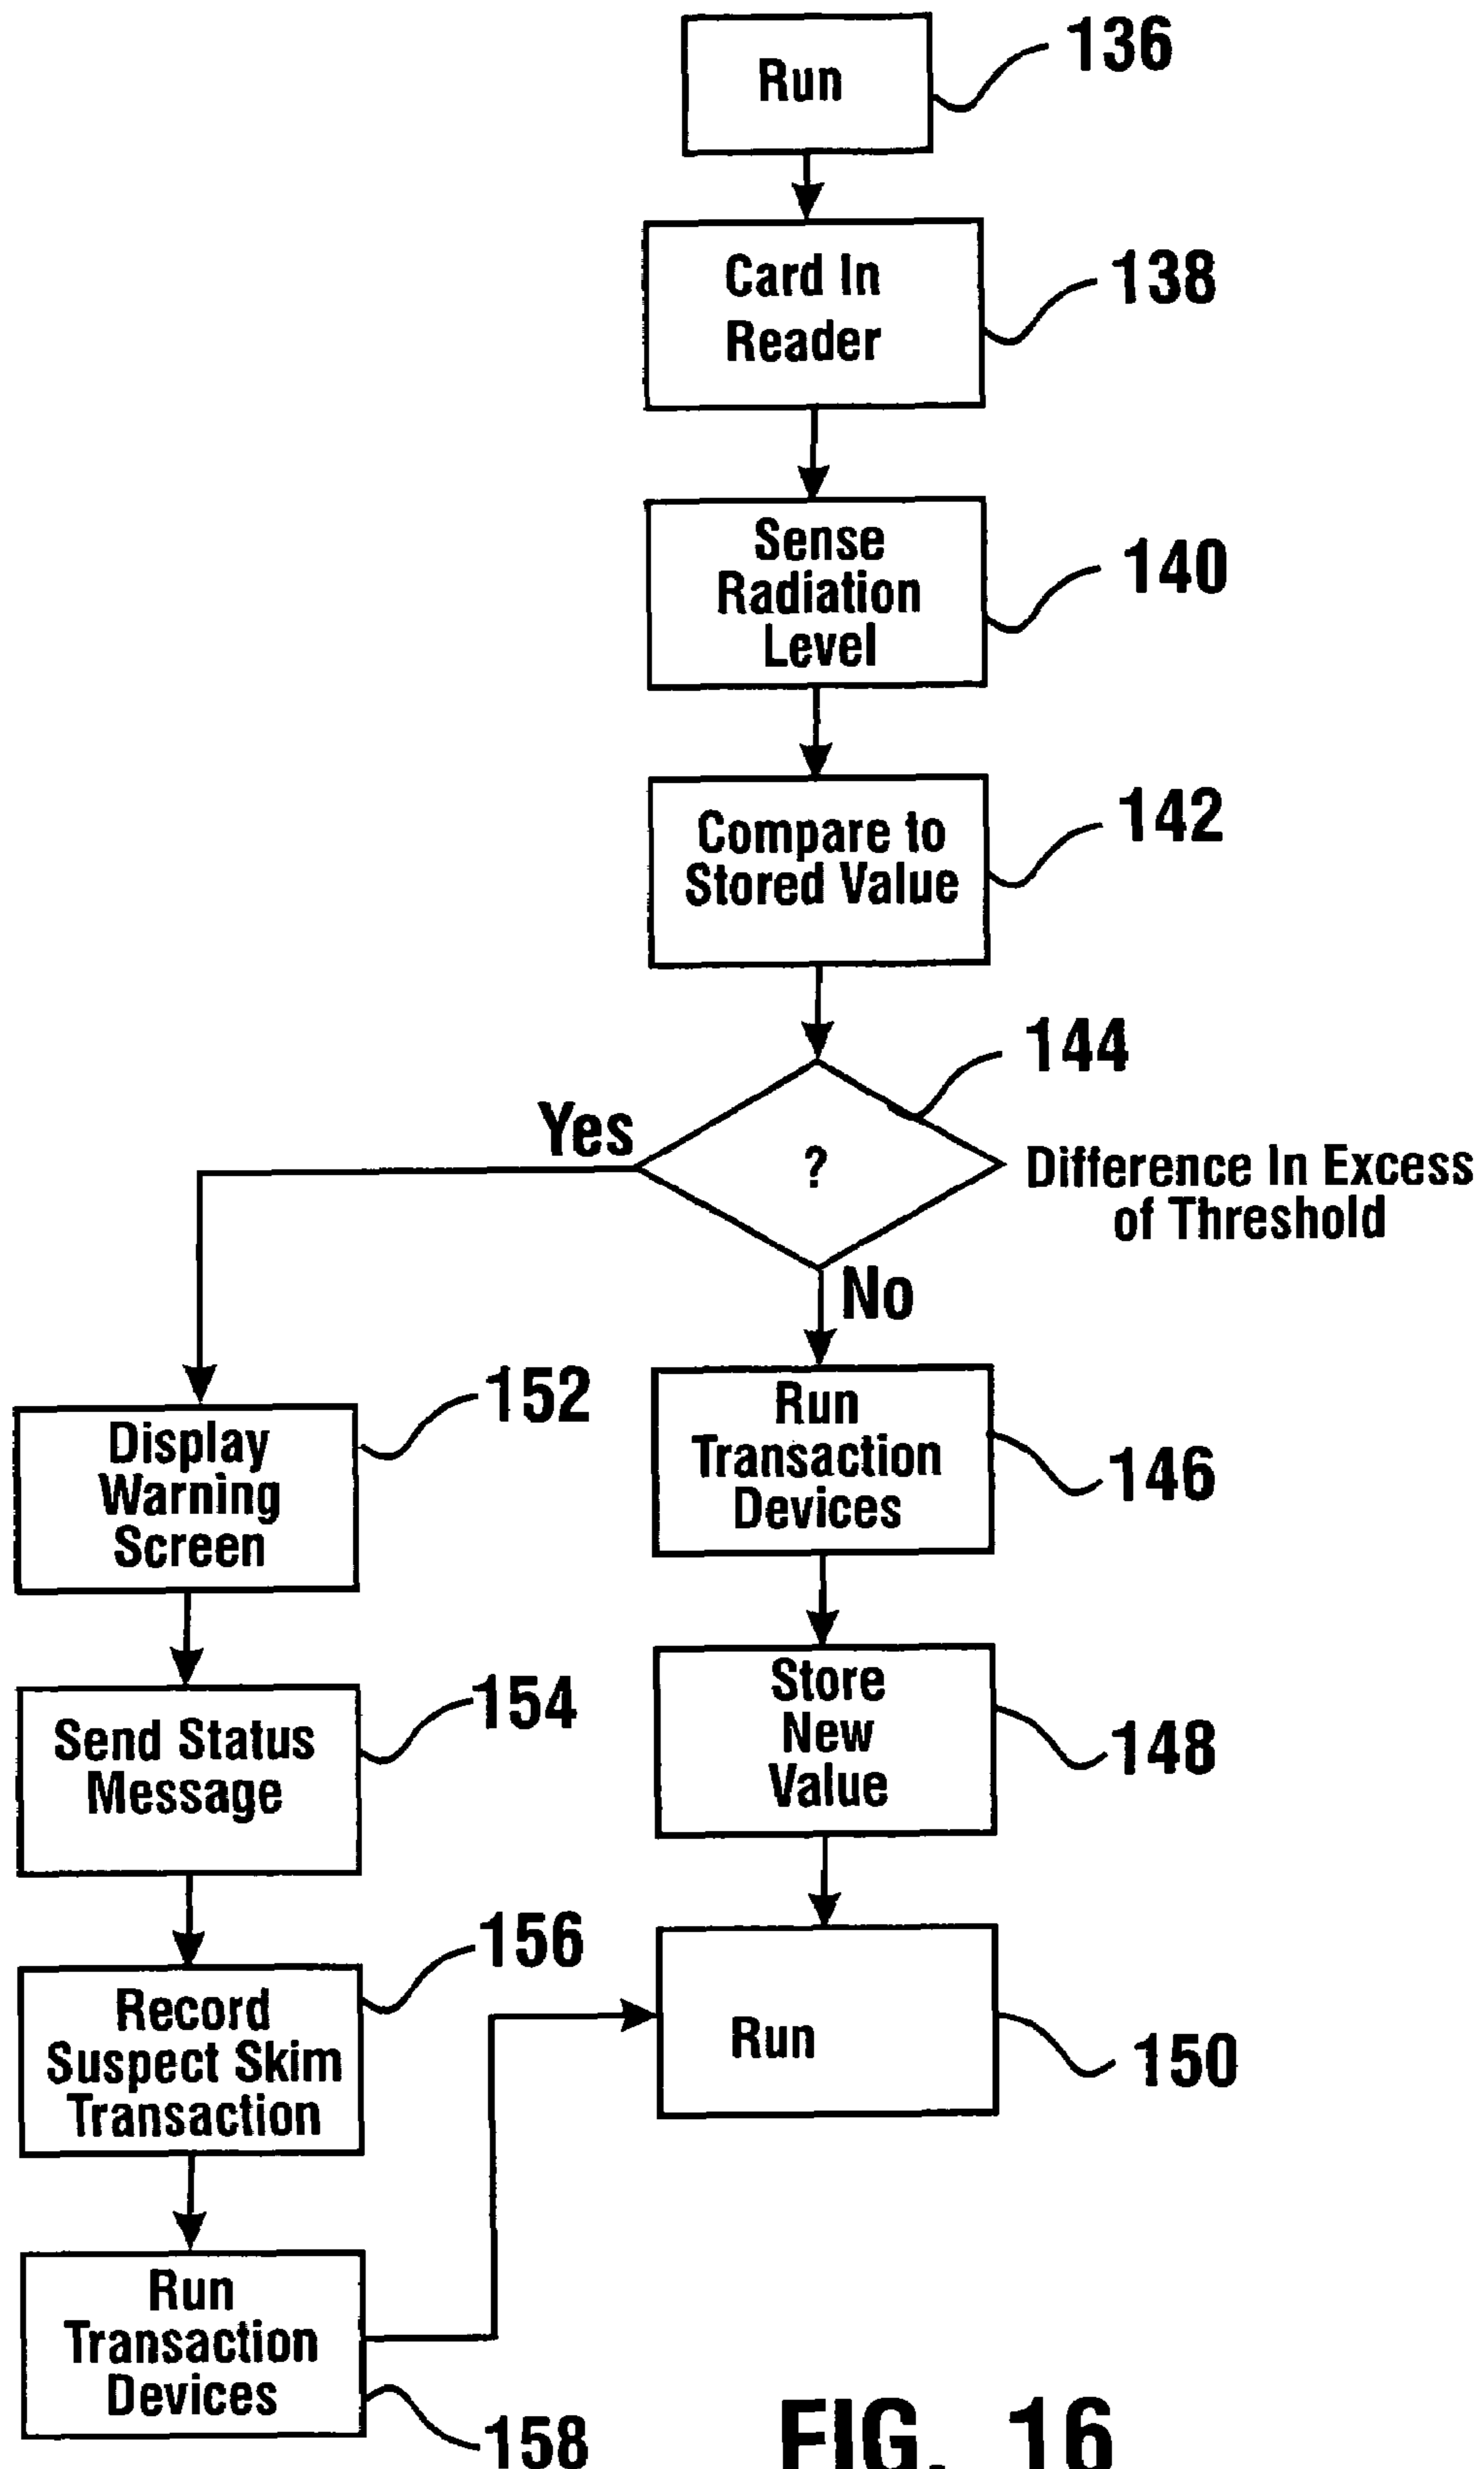 Run
136
Card In
Reader
138
Sense
Radiation
Level
140
Compare to
Stored Value
142
144
Yes
?
Difference In Excess
of Threshold
No
Display
Warning
Screen
152
Run
Transaction
Devices
146
Send Status
Message
154
Store
New
Value
148
Record
Suspect Skim
Transaction
156
Run
150
Run
Transaction
Devices
158
FIG. 16